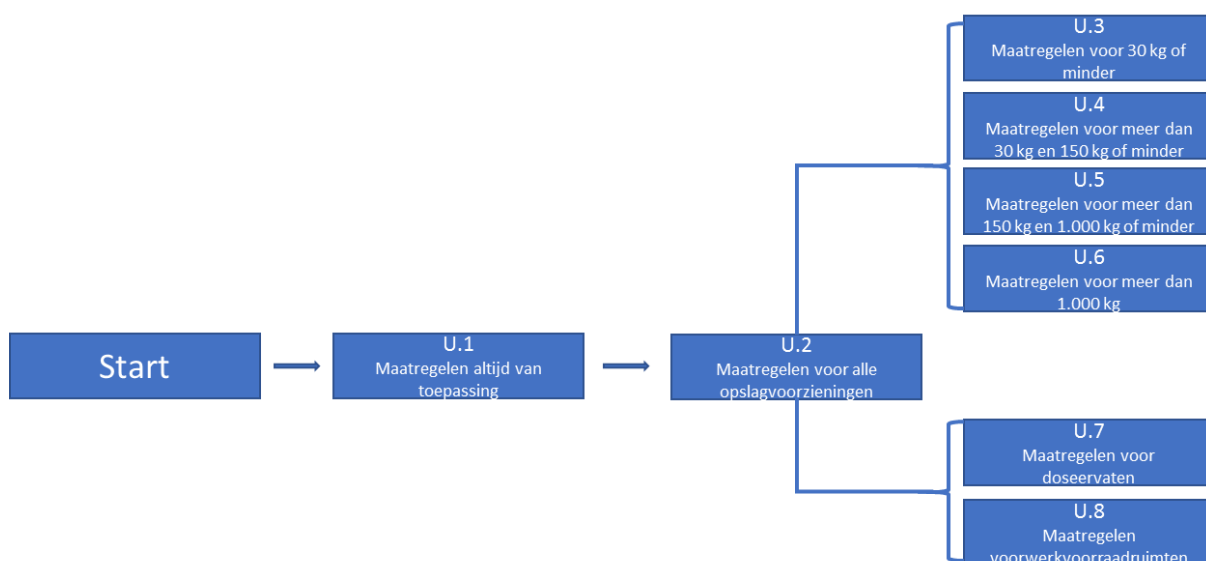 U.3
Maatregelen voor 30 kg of
minder
U.4
Maatregelen voor meer dan
30 kg en 150 kg of minder
U.5
Maatregelen voor meer dan
150 kg en 1.000 kg of minder
U.6
Maatregelen voor meer dan
1.000 kg
Start
U.1
Maatregelen altijd van
toepassing
U.2
Maatregelen voor alle
opslagvoorzieningen
U.7
Maatregelen voor
doseervaten
U.8
Maatregelen
voorwerkvoorraadruimten